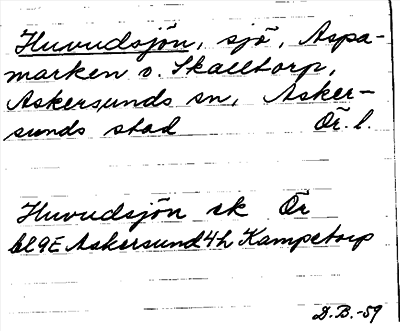 Huvudsjön, sjö, Aspa-
marken o. Skalltorp,
Askersunds sn, Asker-
sunds stad Ör. l.
Huvudsjön ek Ör
bl 9E Askersund 4h Kampetorp
D.B.-59